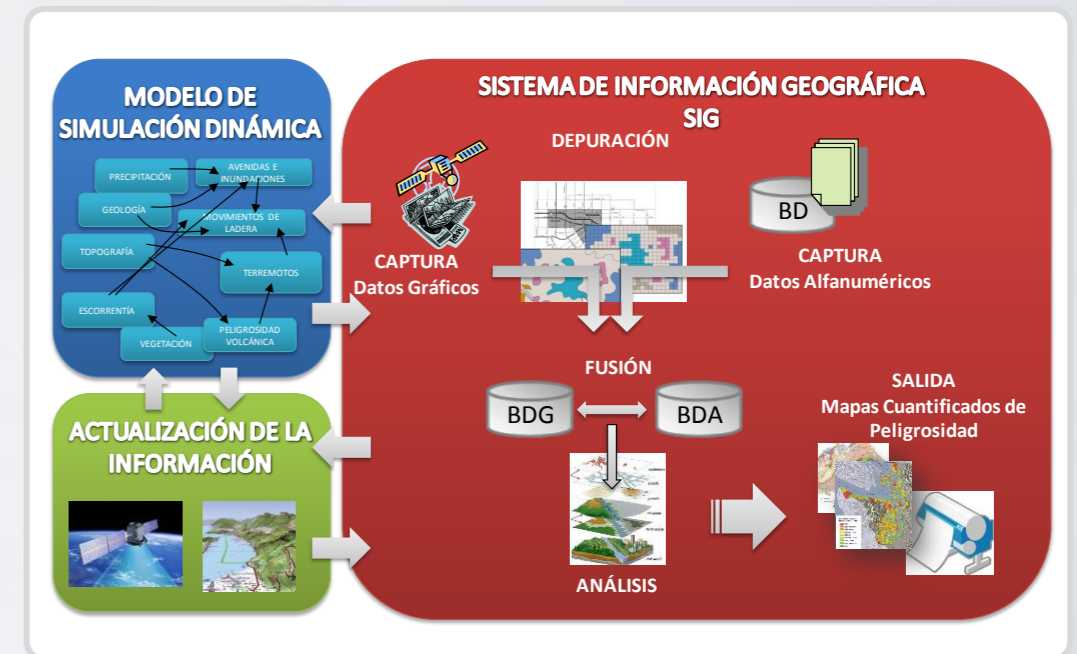 MODELO DE
SIMULACIÓN DINÁMICA
PRECIPITACIÓN
AVENIDAS E
INUNDACIONES
GEOLOGÍA
MOVIMIENTOS DE
LADERA
TOPOGRAFÍA
TERREMOTOS
ESCORRENTÍA
VEGETACIÓN
PELIGROSIDAD
VOLCÁNICA
ACTUALIZACIÓN DE LA
INFORMACIÓN
SISTEMA DE INFORMACIÓN GEOGRÁFICA
SIG
DEPURACIÓN
CAPTURA
Datos Gráficos
BD
CAPTURA
Datos Alfanuméricos
FUSIÓN
BDG
BDA
ANÁLISIS
SALIDA
Mapas Cuantificados de
Peligrosidad